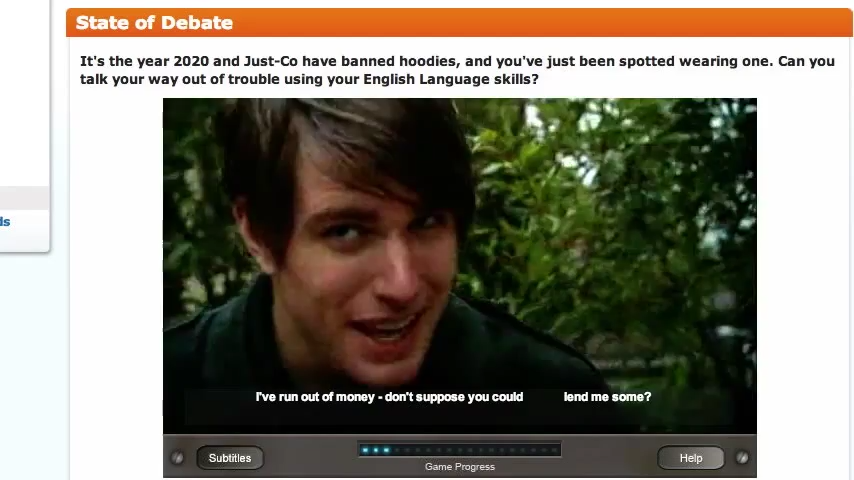 State of Debate
It's the year 2020 and Just-Co have banned hoodies, and you've just been spotted wearing one. Can you
talk your way out of trouble using your English Language skills?
ds
I've run out of money - don't suppose you could lend me some?
Subtitles
Game Progress
Help